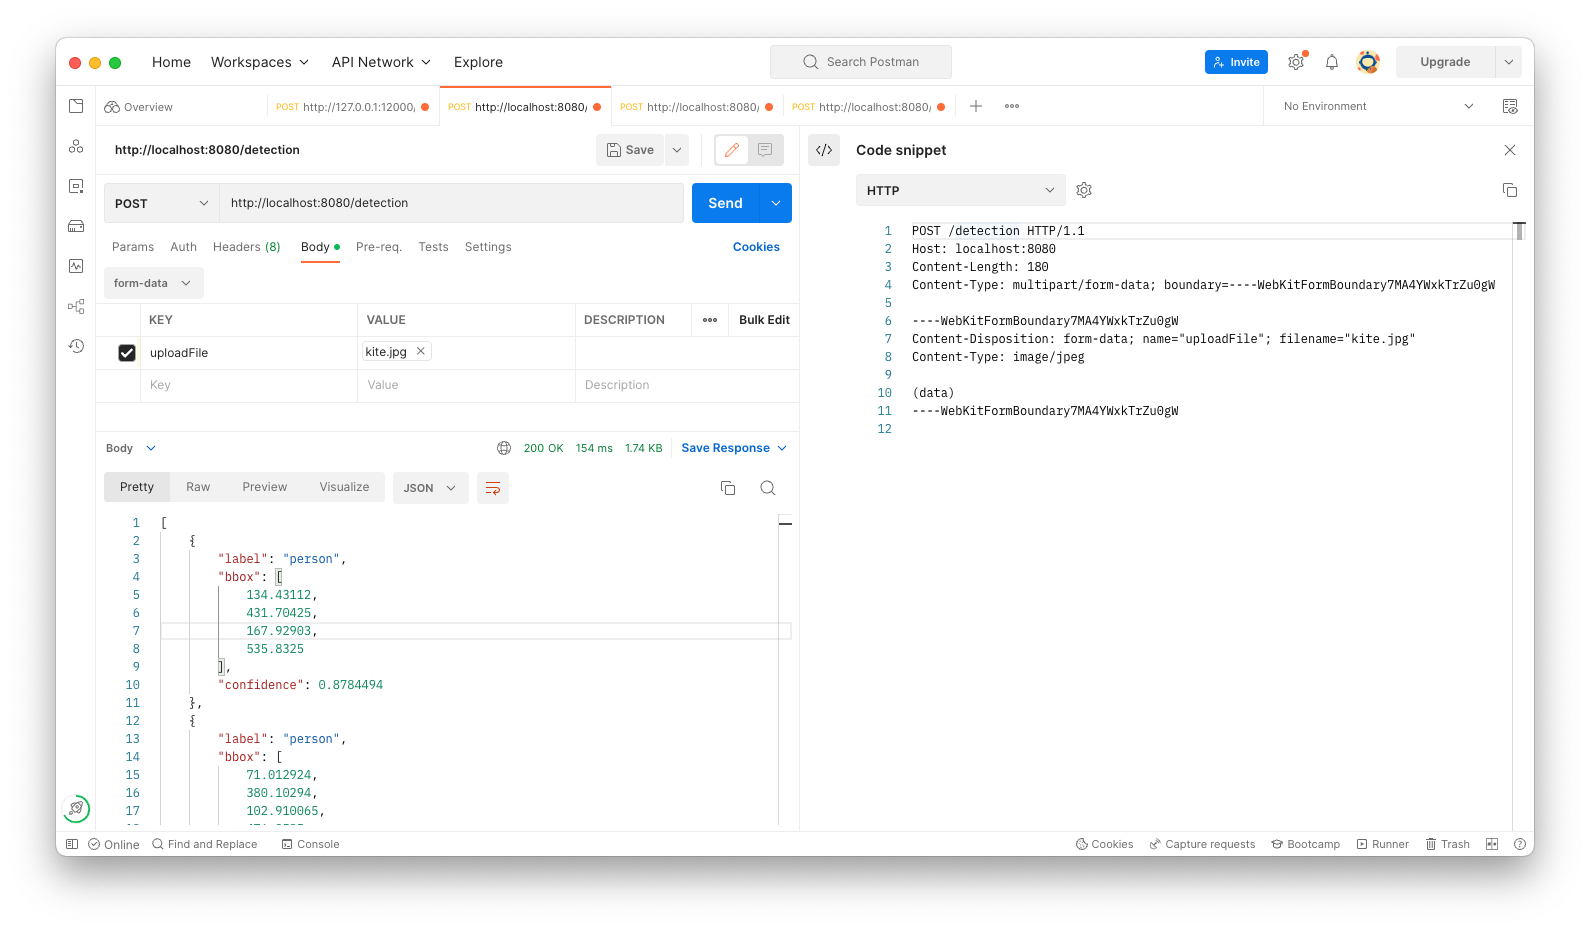 Home Workspaces API Network Explore Search Postman Invite Upgrade
Overview POST http://127.0.0.1:12000/ POST http://localhost:8080/ POST http://localhost:8080/ POST http://localhost:8080/ No Environment
http://localhost:8080/detection Save
POST http://localhost:8080/detection Send
Params Auth Headers (8) Body Pre-req. Tests Settings Cookies
form-data
KEY VALUE DESCRIPTION Bulk Edit
uploadFile kite.jpg
Key Value Description
Body 200 OK 154 ms 1.74 KB Save Response
Pretty Raw Preview Visualize JSON
1 [
2 {
3 "label": "person",
4 "bbox": [
5 134.43112,
6 431.70425,
7 167.92903,
8 535.8325
9 ],
10 "confidence": 0.8784494
11 },
12 {
13 "label": "person",
14 "bbox": [
15 71.012924,
16 380.10294,
17 102.910065,
Code snippet
HTTP
1 POST /detection HTTP/1.1
2 Host: localhost:8080
3 Content-Length: 180
4 Content-Type: multipart/form-data; boundary=----WebKitFormBoundary7MA4YWxkTrZu0gW
5
6 ----WebKitFormBoundary7MA4YWxkTrZu0gW
7 Content-Disposition: form-data; name="uploadFile"; filename="kite.jpg"
8 Content-Type: image/jpeg
9
10 (data)
11 ----WebKitFormBoundary7MA4YWxkTrZu0gW
12
Online Find and Replace Console Cookies Capture requests Bootcamp Runner Trash